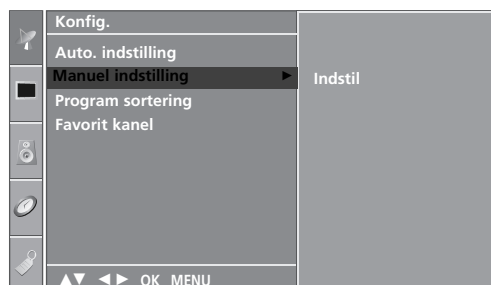 Konfig.
Auto. indstilling
Manuel indstilling ►
Indstil
Program sortering
Favorit kanel
▲▼ ◄► OK MENU